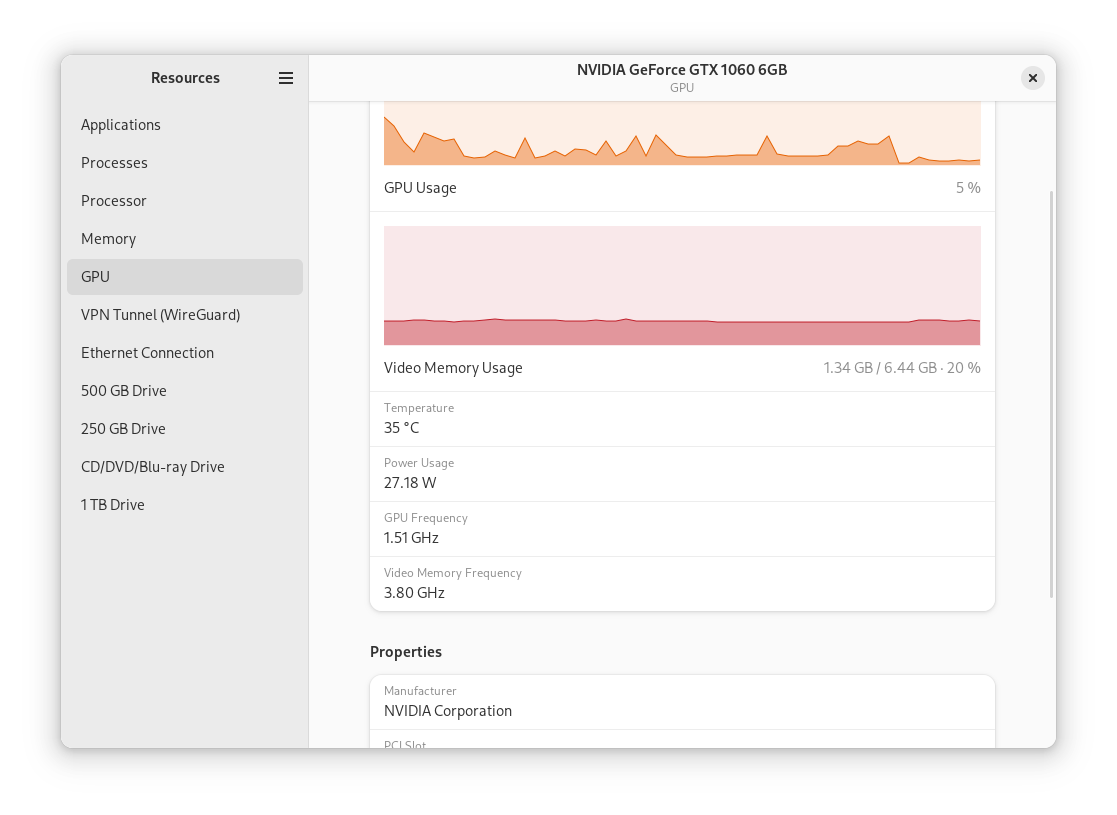 Resources
Applications
Processes
Processor
Memory
GPU
VPN Tunnel (WireGuard)
Ethernet Connection
500 GB Drive
250 GB Drive
CD/DVD/Blu-ray Drive
1 TB Drive
NVIDIA GeForce GTX 1060 6GB
GPU
GPU Usage 5 %
Video Memory Usage 1.34 GB / 6.44 GB · 20 %
Temperature
35 °C
Power Usage
27.18 W
GPU Frequency
1.51 GHz
Video Memory Frequency
3.80 GHz
Properties
Manufacturer
NVIDIA Corporation
PCI Slot